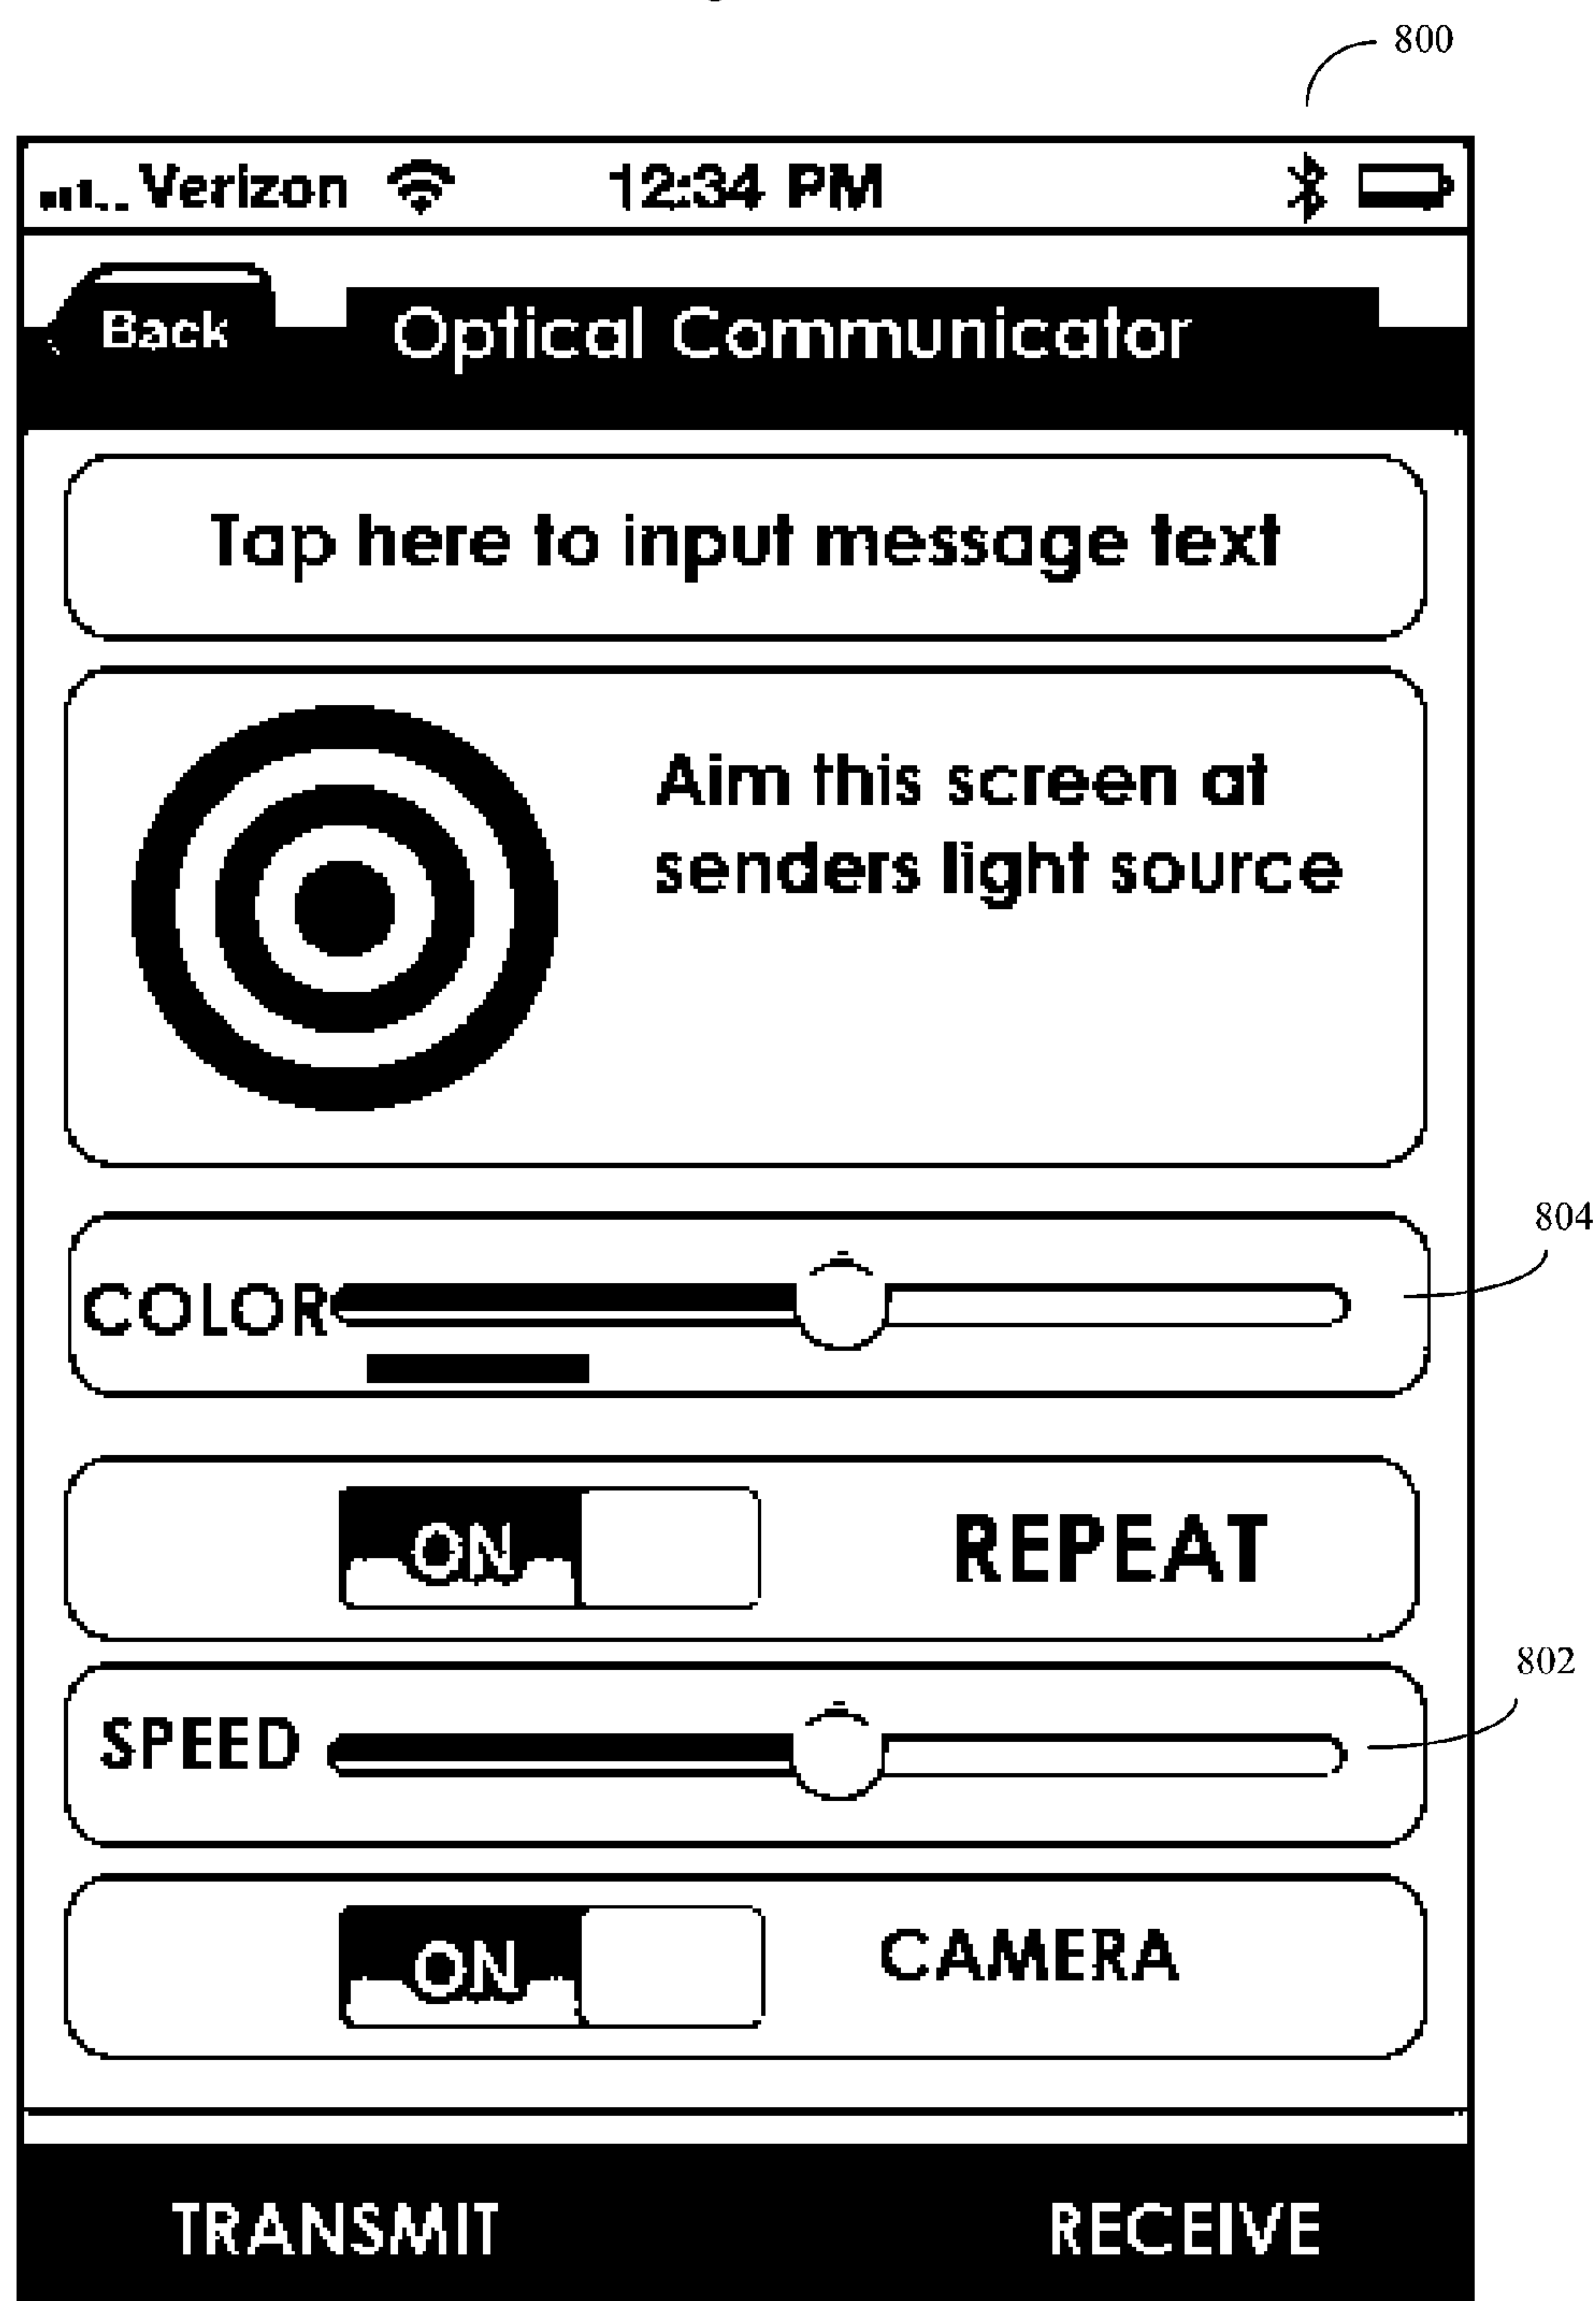 800
Verizon 12:34 PM
Back Optical Communicator
Tap here to input message text
Aim this screen at
senders light source
804
COLOR
ON REPEAT
802
SPEED
ON CAMERA
TRANSMIT RECEIVE